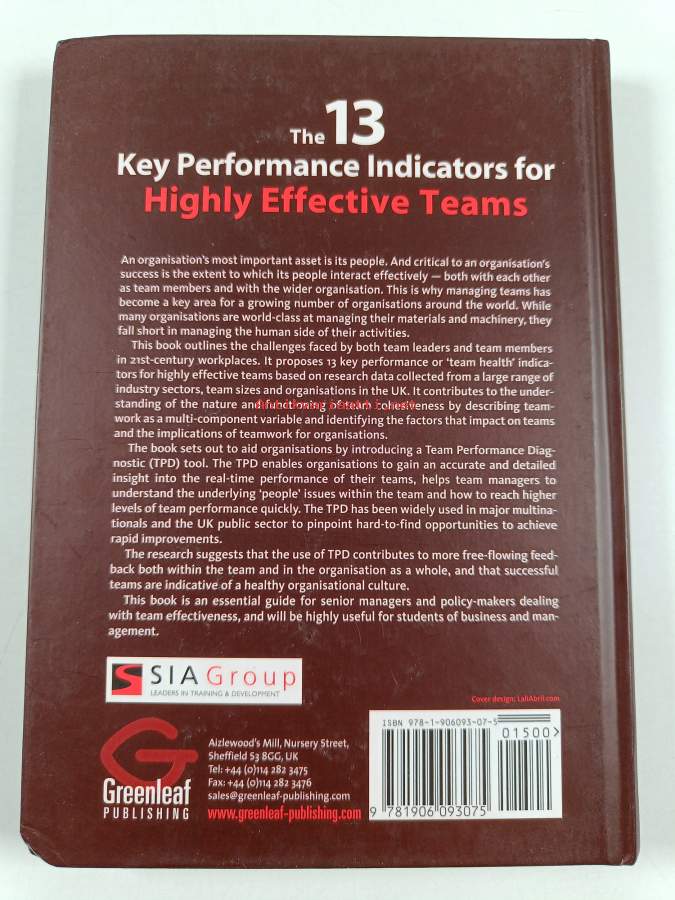 The 13
Key Performance Indicators for
Highly Effective Teams
An organisation's most important asset is its people. And critical to an organisation's
success is the extent to which its people interact effectively — both with each other
as team members and with the wider organisation. This is why managing teams has
become a key area for a growing number of organisations around the world. While
many organisations are world-class at managing their materials and machinery, they
fall short in managing the human side of their activities.
This book outlines the challenges faced by both team leaders and team members
in 21st-century workplaces. It proposes 13 key performance or 'team health' indica-
tors for highly effective teams based on research data collected from a large range of
industry sectors, team sizes and organisations in the UK. It contributes to the under-
standing of the nature and functioning of team cohesiveness by describing team-
work as a multi-component variable and identifying the factors that impact on teams
and the implications of teamwork for organisations.
The book sets out to aid organisations by introducing a Team Performance Diag-
nostic (TPD) tool. The TPD enables organisations to gain an accurate and detailed
insight into the real-time performance of their teams, helps team managers to
understand the underlying 'people' issues within the team and how to reach higher
levels of team performance quickly. The TPD has been widely used in major multina-
tionals and the UK public sector to pinpoint hard-to-find opportunities to achieve
rapid improvements.
The research suggests that the use of TPD contributes to more free-flowing feed-
back both within the team and in the organisation as a whole, and that successful
teams are indicative of a healthy organisational culture.
This book is an essential guide for senior managers and policy-makers dealing
with team effectiveness, and will be highly useful for students of business and man-
agement.
SIA Group
LEADERS IN TRAINING & DEVELOPMENT
Cover design: LaliAbril.com
Greenleaf
PUBLISHING
Aizlewood's Mill, Nursery Street,
Sheffield S3 8GG, UK
Tel: +44 (0)114 282 3475
Fax: +44 (0)114 282 3476
sales@greenleaf-publishing.com
www.greenleaf-publishing.com
ISBN 978-1-906093-07-5
01500>
9 781906 093075